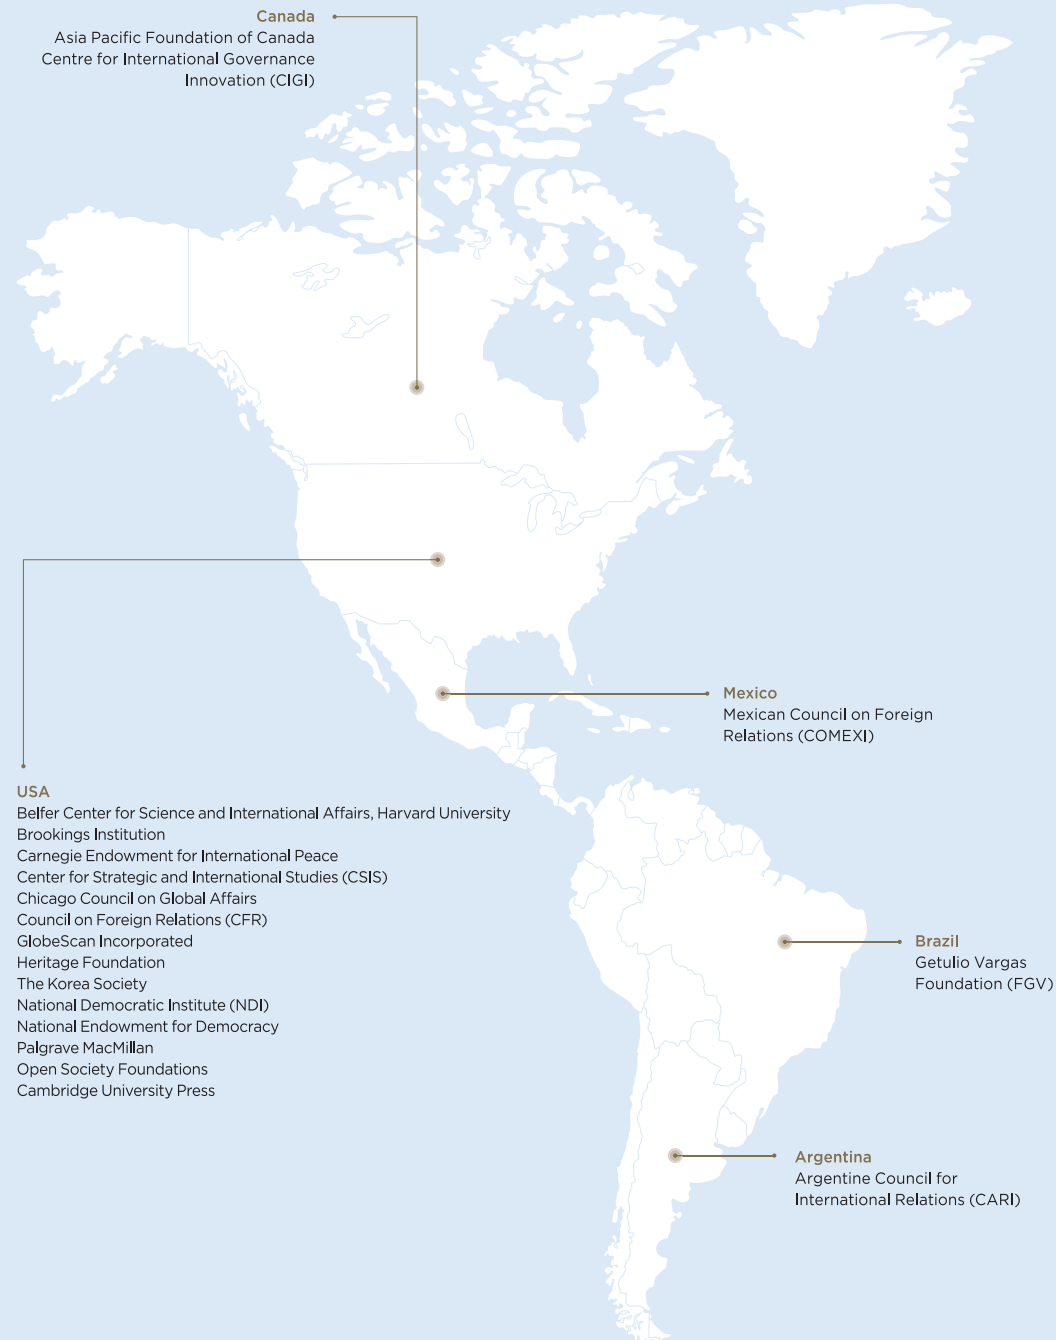 Canada
Asia Pacific Foundation of Canada
Centre for International Governance
Innovation (CIGI)
Mexico
Mexican Council on Foreign
Relations (COMEXI)
USA
Belfer Center for Science and International Affairs, Harvard University
Brookings Institution
Carnegie Endowment for International Peace
Center for Strategic and International Studies (CSIS)
Chicago Council on Global Affairs
Council on Foreign Relations (CFR)
GlobeScan Incorporated
Heritage Foundation
The Korea Society
National Democratic Institute (NDI)
National Endowment for Democracy
Palgrave MacMillan
Open Society Foundations
Cambridge University Press
Brazil
Getulio Vargas
Foundation (FGV)
Argentina
Argentine Council for
International Relations (CARI)